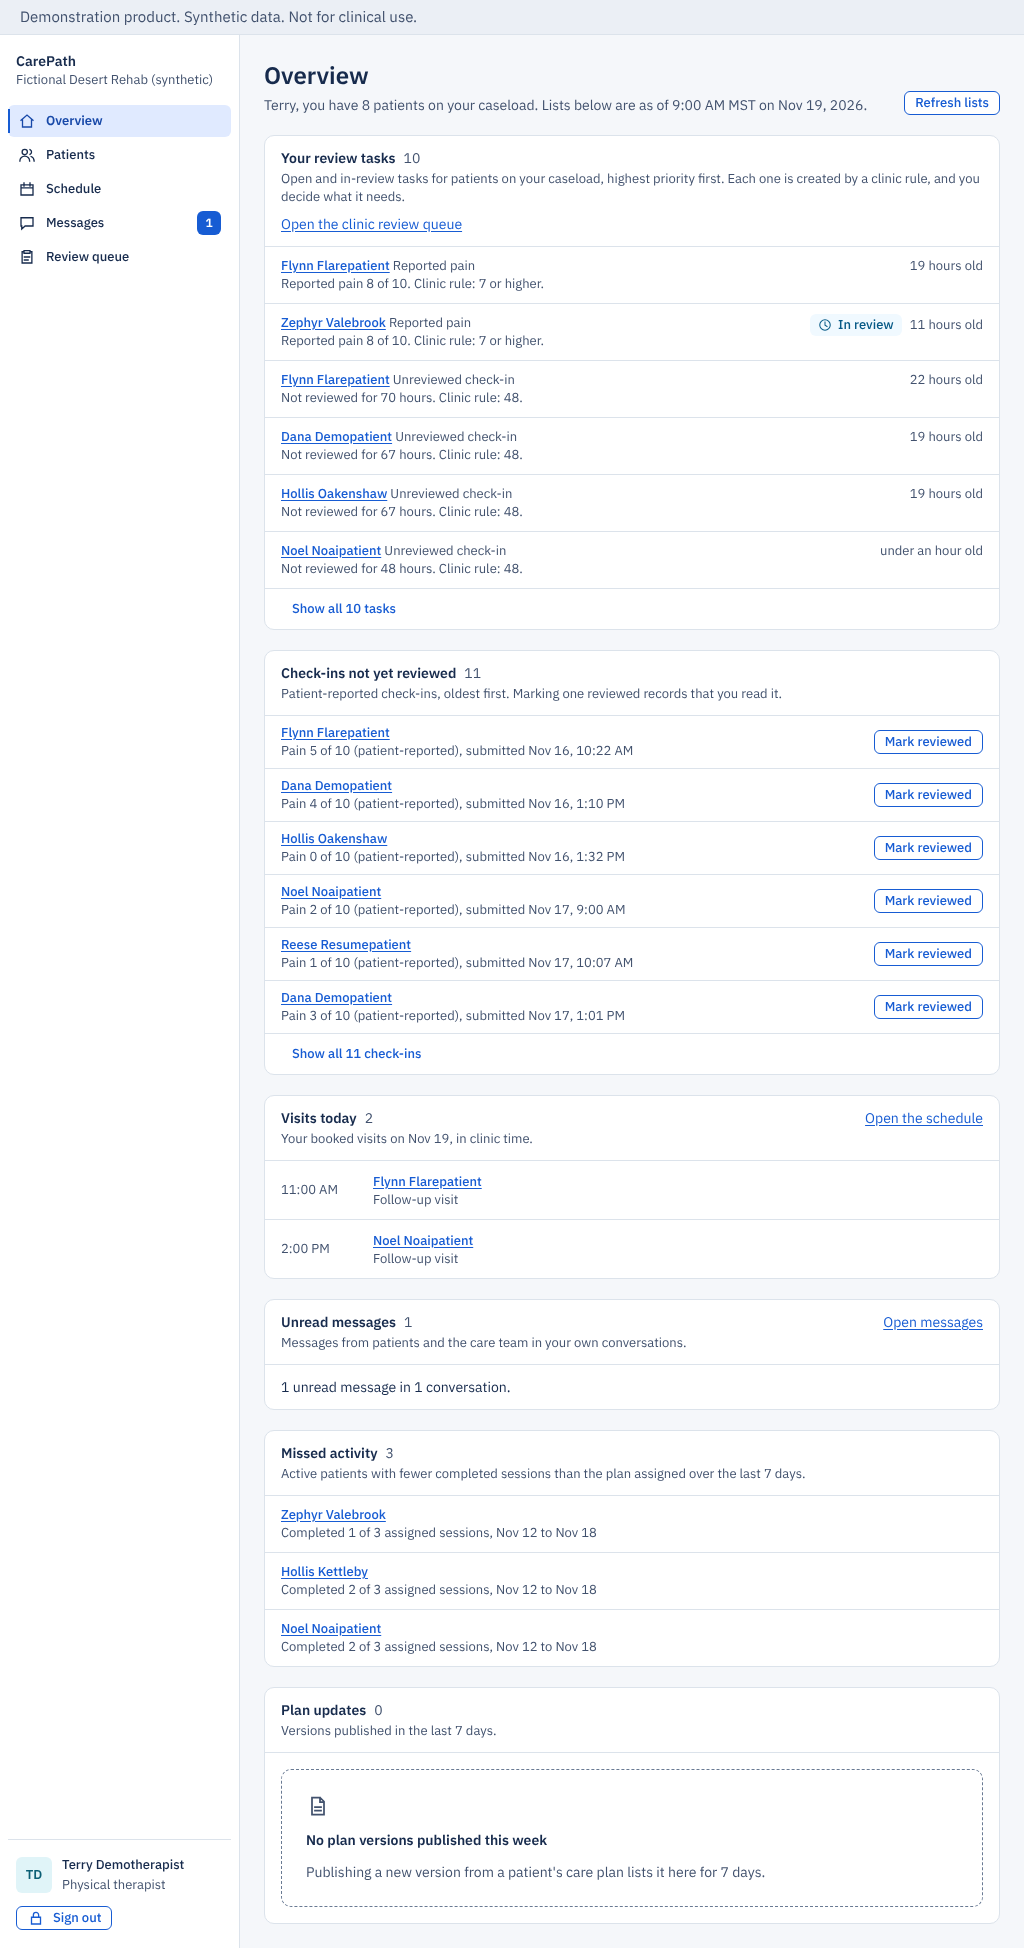 Demonstration product. Synthetic data. Not for clinical use.
CarePath
Fictional Desert Rehab (synthetic)
Overview
Patients
Schedule
Messages 1
Review queue
Overview
Terry, you have 8 patients on your caseload. Lists below are as of 9:00 AM MST on Nov 19, 2026.
Refresh lists
Your review tasks 10
Open and in-review tasks for patients on your caseload, highest priority first. Each one is created by a clinic rule, and you
decide what it needs.
Open the clinic review queue
Flynn Flarepatient Reported pain
19 hours old
Reported pain 8 of 10. Clinic rule: 7 or higher.
Zephyr Valebrook Reported pain
In review 11 hours old
Reported pain 8 of 10. Clinic rule: 7 or higher.
Flynn Flarepatient Unreviewed check-in
22 hours old
Not reviewed for 70 hours. Clinic rule: 48.
Dana Demopatient Unreviewed check-in
19 hours old
Not reviewed for 67 hours. Clinic rule: 48.
Hollis Oakenshaw Unreviewed check-in
19 hours old
Not reviewed for 67 hours. Clinic rule: 48.
Noel Noaipatient Unreviewed check-in
under an hour old
Not reviewed for 48 hours. Clinic rule: 48.
Show all 10 tasks
Check-ins not yet reviewed 11
Patient-reported check-ins, oldest first. Marking one reviewed records that you read it.
Flynn Flarepatient
Pain 5 of 10 (patient-reported), submitted Nov 16, 10:22 AM
Mark reviewed
Dana Demopatient
Pain 4 of 10 (patient-reported), submitted Nov 16, 1:10 PM
Mark reviewed
Hollis Oakenshaw
Pain 0 of 10 (patient-reported), submitted Nov 16, 1:32 PM
Mark reviewed
Noel Noaipatient
Pain 2 of 10 (patient-reported), submitted Nov 17, 9:00 AM
Mark reviewed
Reese Resumepatient
Pain 1 of 10 (patient-reported), submitted Nov 17, 10:07 AM
Mark reviewed
Dana Demopatient
Pain 3 of 10 (patient-reported), submitted Nov 17, 1:01 PM
Mark reviewed
Show all 11 check-ins
Visits today 2
Open the schedule
Your booked visits on Nov 19, in clinic time.
11:00 AM
Flynn Flarepatient
Follow-up visit
2:00 PM
Noel Noaipatient
Follow-up visit
Unread messages 1
Open messages
Messages from patients and the care team in your own conversations.
1 unread message in 1 conversation.
Missed activity 3
Active patients with fewer completed sessions than the plan assigned over the last 7 days.
Zephyr Valebrook
Completed 1 of 3 assigned sessions, Nov 12 to Nov 18
Hollis Kettleby
Completed 2 of 3 assigned sessions, Nov 12 to Nov 18
Noel Noaipatient
Completed 2 of 3 assigned sessions, Nov 12 to Nov 18
Plan updates 0
Versions published in the last 7 days.
No plan versions published this week
Publishing a new version from a patient's care plan lists it here for 7 days.
TD
Terry Demotherapist
Physical therapist
Sign out